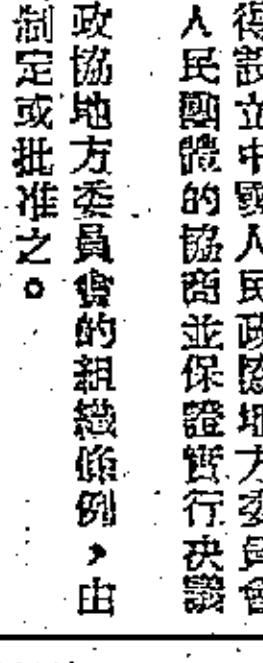 得設立中國人民政協地方委員會
人民團體的協商並保證實行决議
政協地方委員會的組織條例，由
制定或批准之。